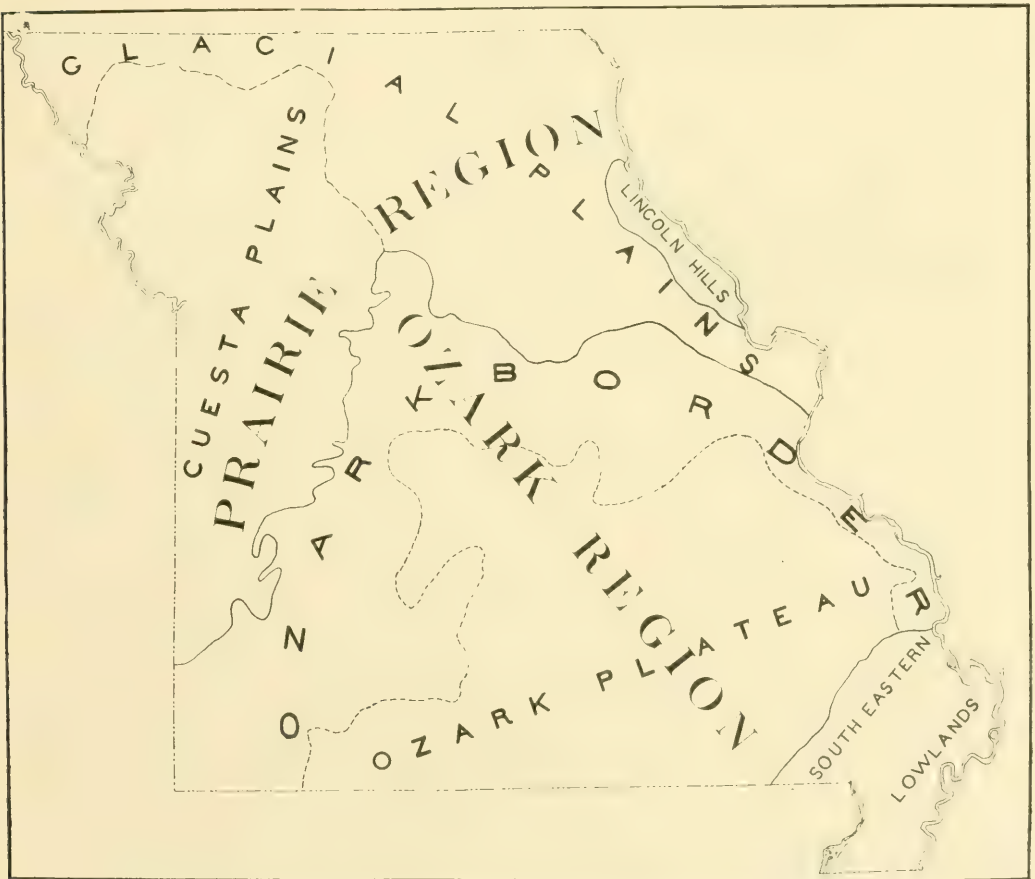 GLACIAL PLAINS
PRAIRIE REGION
CUESTA PLAINS
LINCOLN HILLS
OZARK BORDER
OZARK REGION
OZARK PLATEAU
SOUTH EASTERN
LOWLANDS